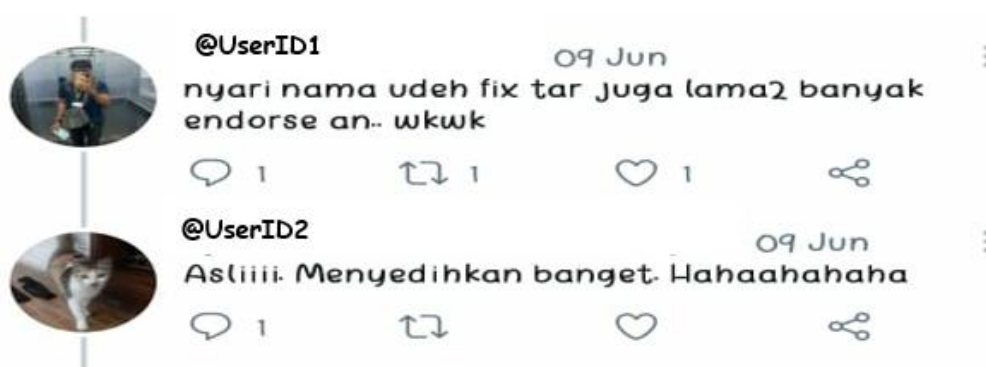 @UserID1
09 Jun
nyari nama udeh fix tar juga lama2 banyak
endorse an.. wkwk
1 1 1
@UserID2
09 Jun
Asliiii. Menyedihkan banget. Hahaahahaha
1